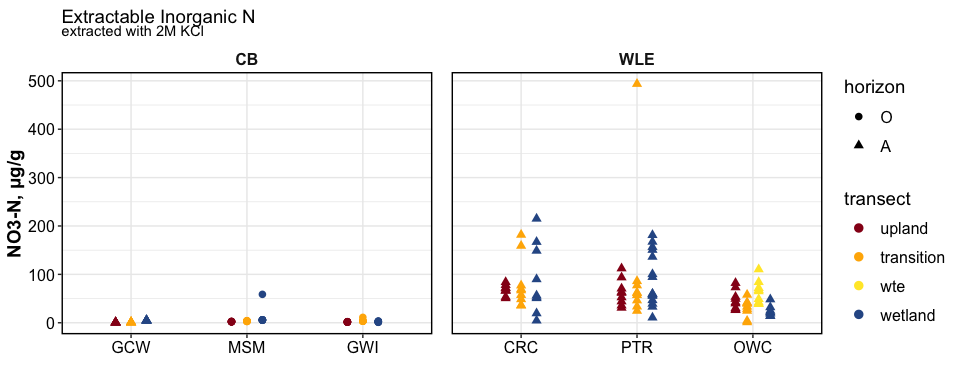 Extractable Inorganic N
extracted with 2M KCl
CB
WLE
NO3-N, µg/g
500
400
300
200
100
0
GCW
MSM
GWI
CRC
PTR
OWC
horizon
O
A
transect
upland
transition
wte
wetland